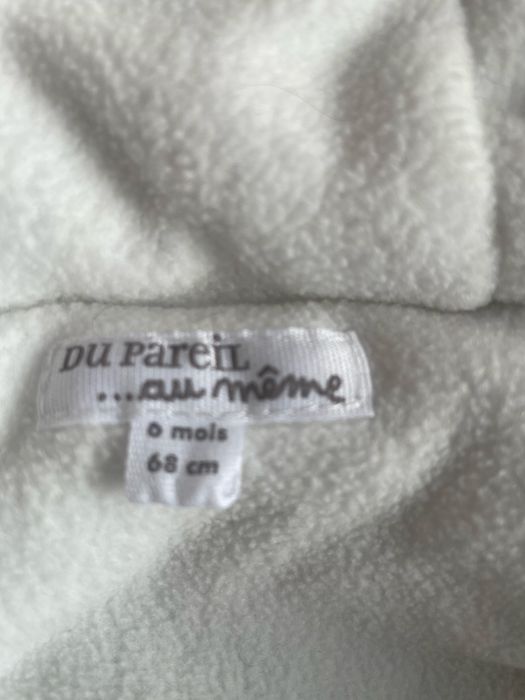 DU PareiL
...au même
6 mois
68 cm